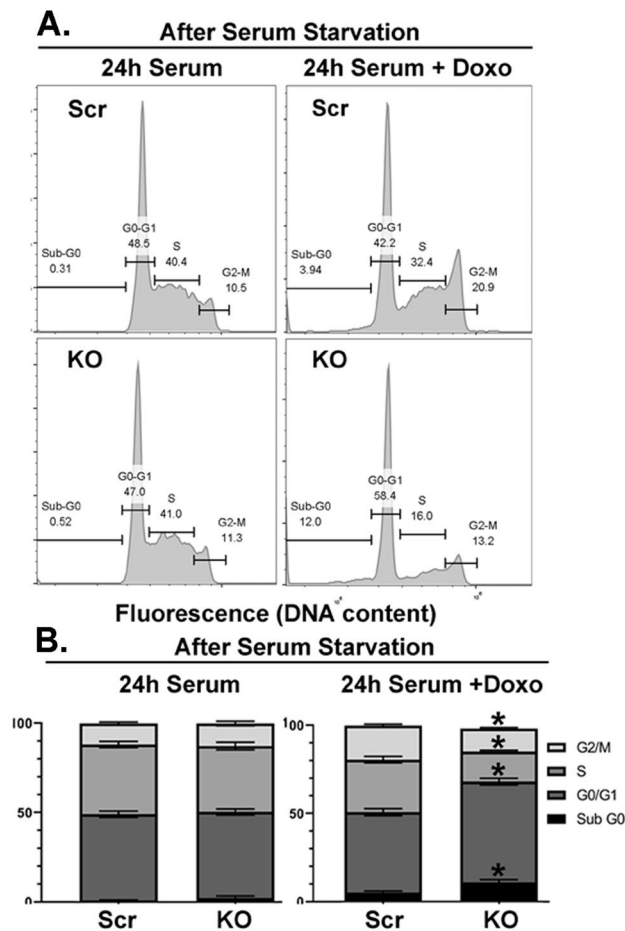 A.
After Serum Starvation
24h Serum
24h Serum + Doxo
Scr
Sub-G0
0.31
G0-G1
48.5
S
40.4
G2-M
10.5
Scr
Sub-G0
3.94
G0-G1
42.2
S
32.4
G2-M
20.9
KO
Sub-G0
0.52
G0-G1
47.0
S
41.0
G2-M
11.3
KO
Sub-G0
12.0
G0-G1
58.4
S
16.0
G2-M
13.2
Fluorescence (DNA content)
B.
After Serum Starvation
24h Serum
24h Serum +Doxo
100
50
0
Scr
KO
100
50
0
*
*
*
*
Scr
KO
G2/M
S
G0/G1
Sub G0